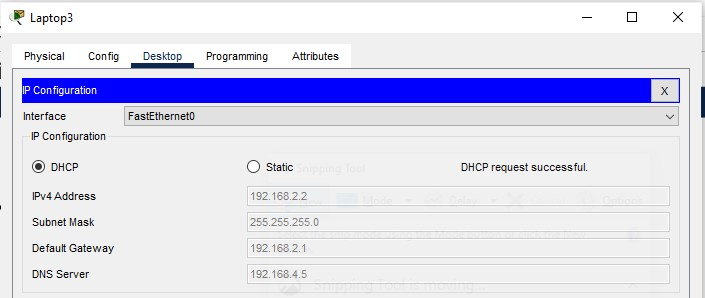 Laptop3
Physical Config Desktop Programming Attributes
IP Configuration X
Interface FastEthernet0
IP Configuration
DHCP Static DHCP request successful.
IPv4 Address 192.168.2.2
Subnet Mask 255.255.255.0
Default Gateway 192.168.2.1
DNS Server 192.168.4.5
Snipping Tool
Mode Delay Options
Snipping Tool is moving...